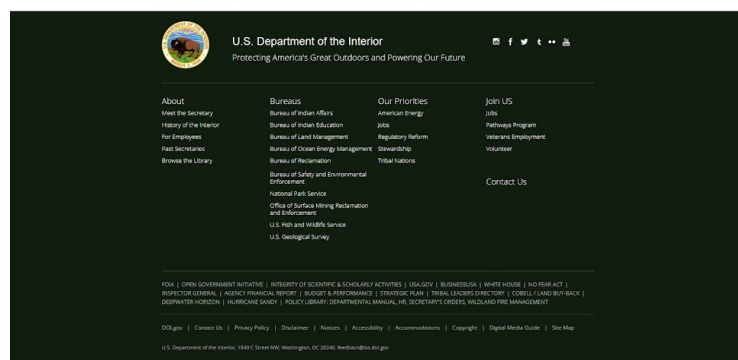 U.S. Department of the Interior
Protecting America's Great Outdoors and Powering Our Future
About
Meet the Secretary
History of the Interior
For Employees
Past Secretaries
Browse the Library
Bureaus
Bureau of Indian Affairs
Bureau of Indian Education
Bureau of Land Management
Bureau of Ocean Energy Management
Bureau of Reclamation
Bureau of Safety and Environmental
Enforcement
National Park Service
Office of Surface Mining Reclamation
and Enforcement
U.S. Fish and Wildlife Service
U.S. Geological Survey
Our Priorities
American Energy
Jobs
Regulatory Reform
Stewardship
Tribal Nations
Join US
Jobs
Pathways Program
Veterans Employment
Volunteer
Contact Us
FOIA | OPEN GOVERNMENT INITIATIVE | INTEGRITY OF SCIENTIFIC & SCHOLARLY ACTIVITIES | USA.GOV | BUSINESSUSA | WHITE HOUSE | NO FEAR ACT |
INSPECTOR GENERAL | AGENCY FINANCIAL REPORT | BUDGET & PERFORMANCE | STRATEGIC PLAN | TRIBAL LEADERS DIRECTORY | COBELL / LAND BUY-BACK |
DEEPWATER HORIZON | HURRICANE SANDY | POLICY LIBRARY: DEPARTMENTAL MANUAL, HR, SECRETARY'S ORDERS, WILDLAND FIRE MANAGEMENT
DOI.gov | Contact Us | Privacy Policy | Disclaimer | Notices | Accessibility | Accommodations | Copyright | Digital Media Guide | Site Map
U.S. Department of the Interior, 1849 C Street NW, Washington, DC 20240. feedback@ios.doi.gov